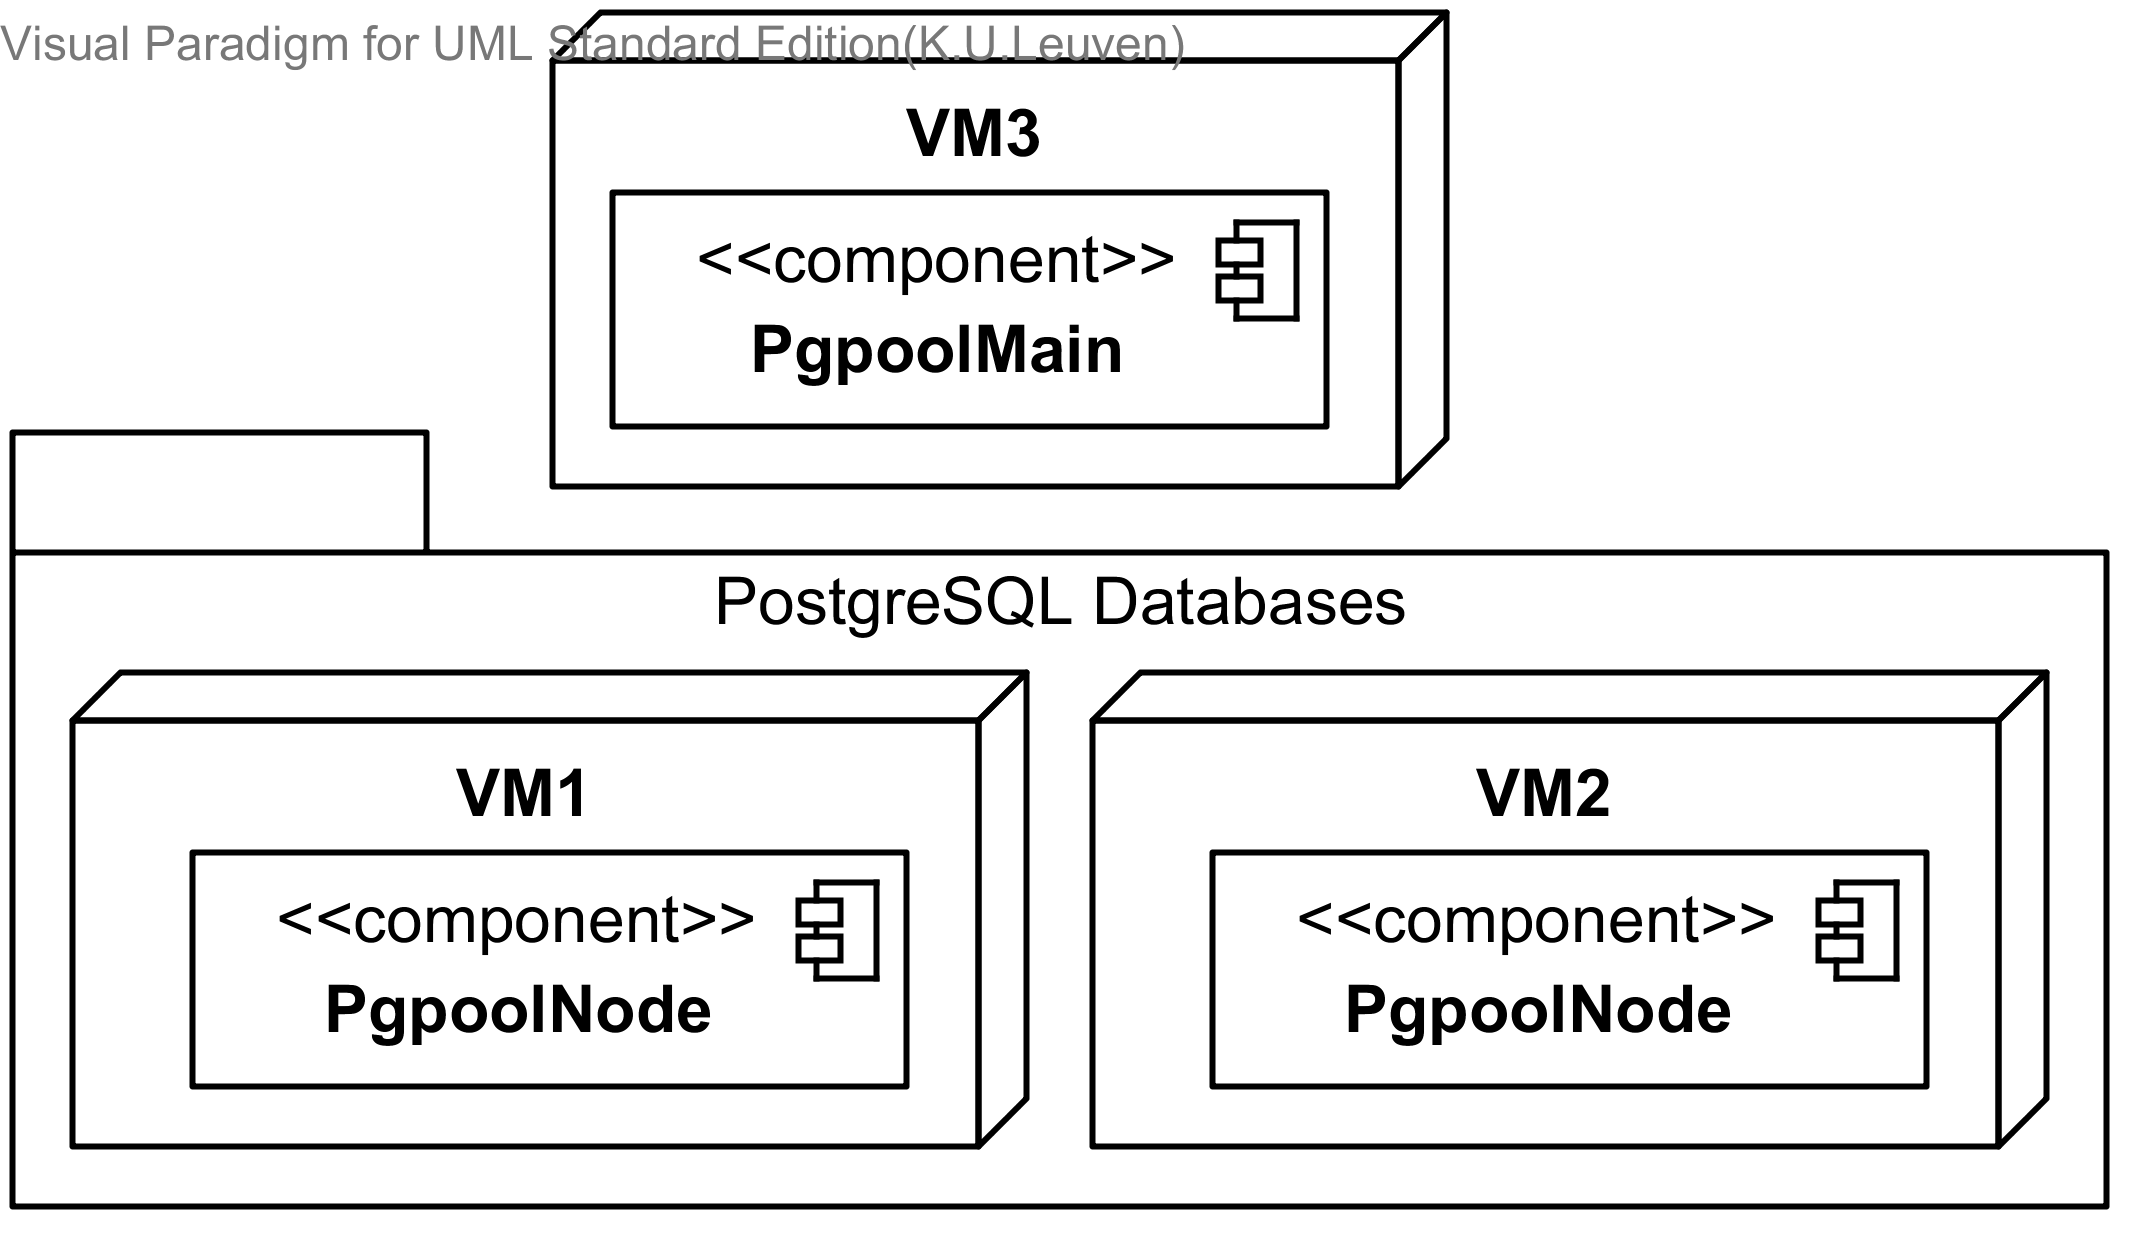 Visual Paradigm for UML Standard Edition(K.U.Leuven)
VM3
<<component>>
PgpoolMain
PostgreSQL Databases
VM1
<<component>>
PgpoolNode
VM2
<<component>>
PgpoolNode